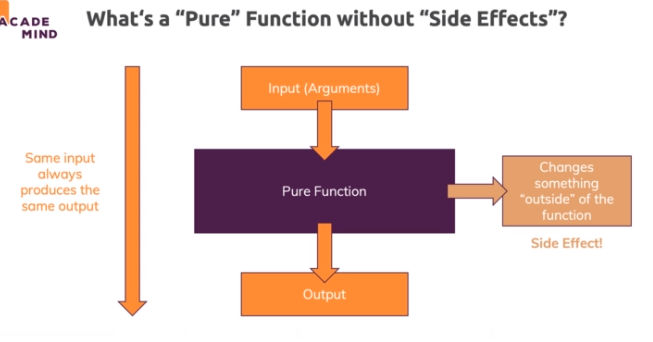 ACADE
MIND
What's a “Pure” Function without “Side Effects”?
Input (Arguments)
Same input
always
produces the
same output
Pure Function
Changes
something
“outside” of the
function
Side Effect!
Output